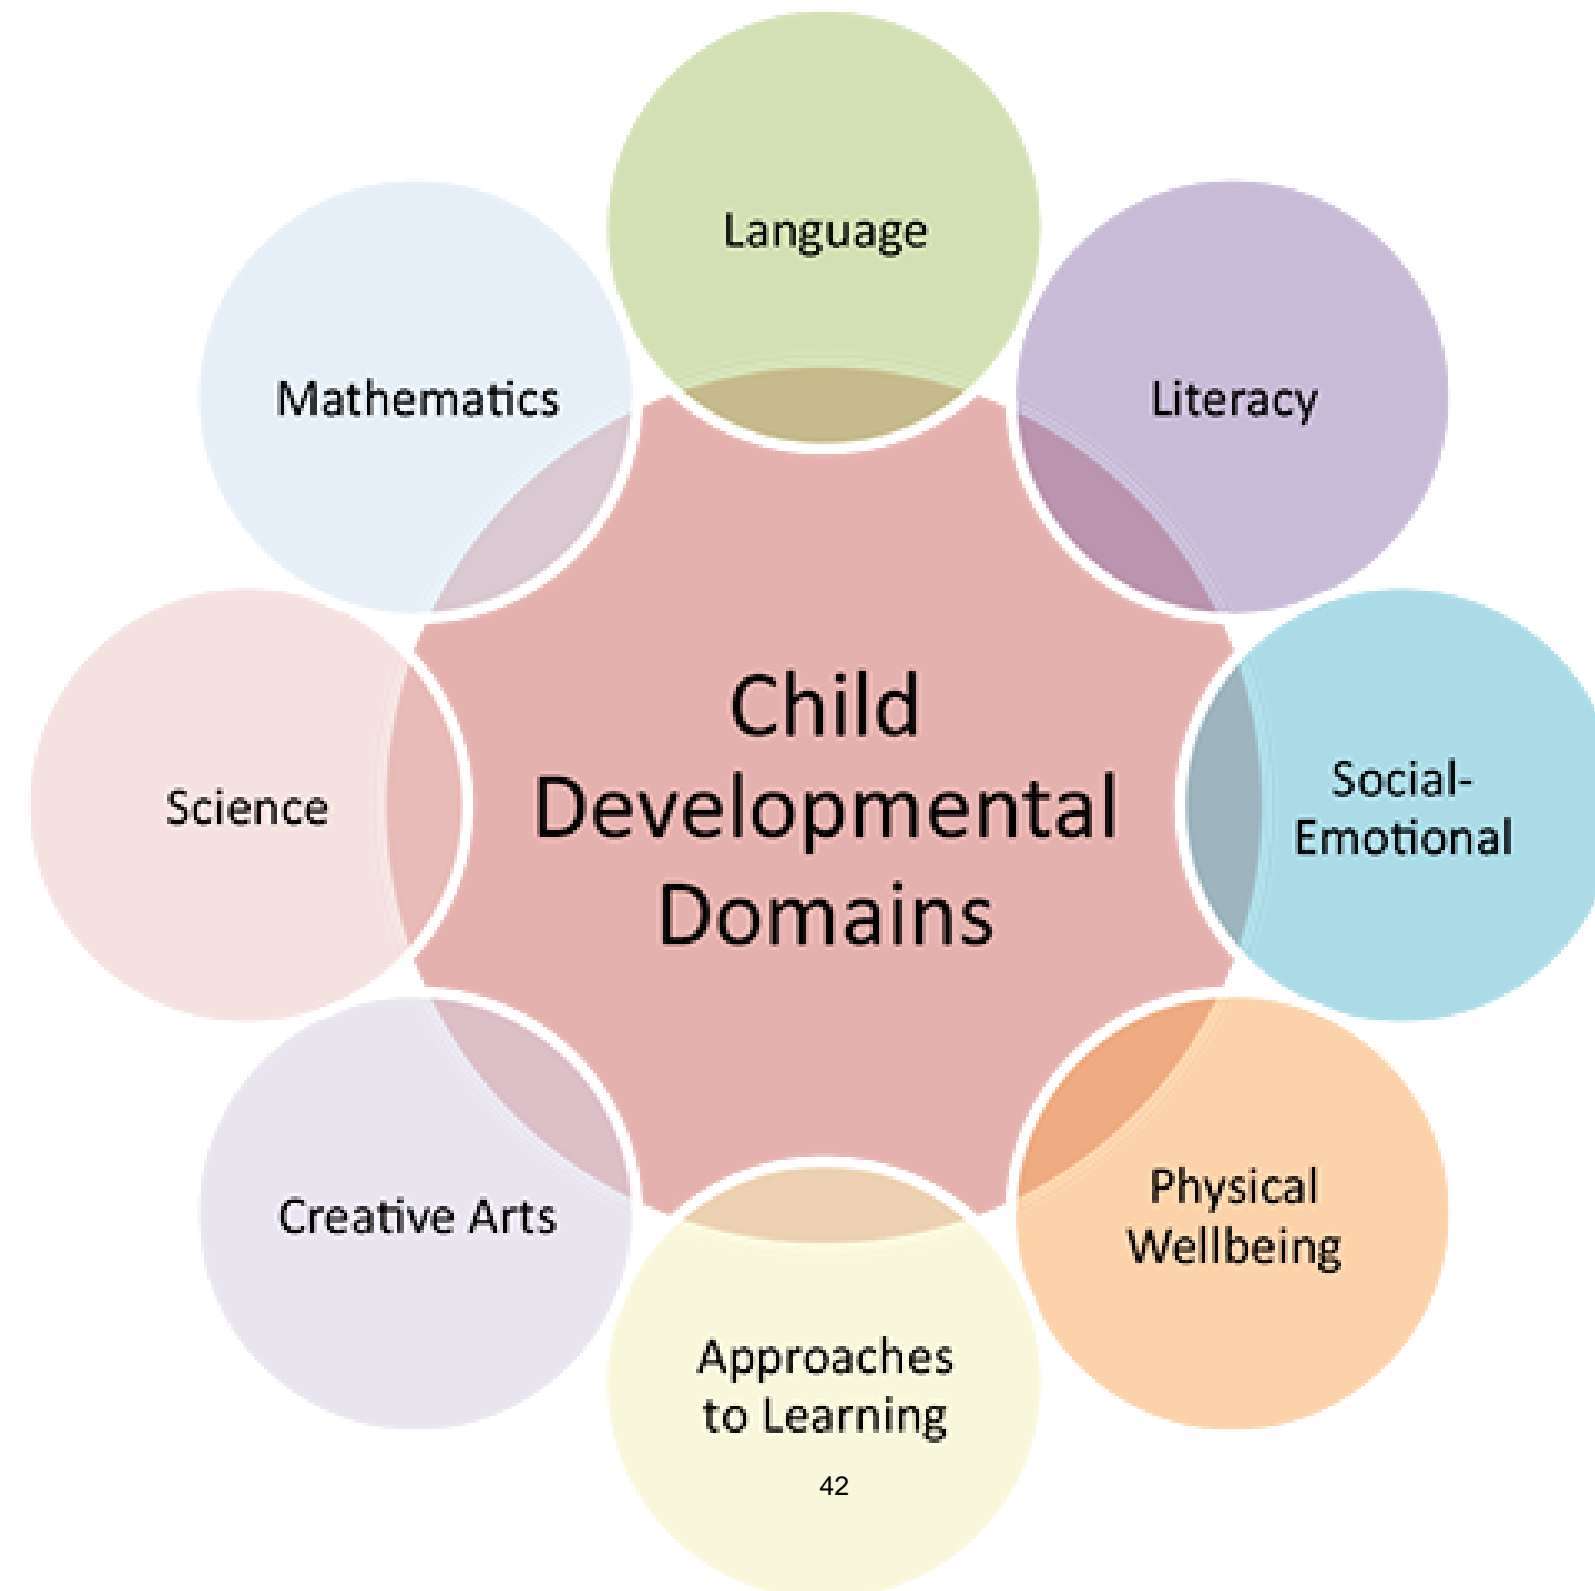 Language
Literacy
Social-
Emotional
Physical
Wellbeing
Approaches
to Learning
42
Creative Arts
Science
Mathematics
Child
Developmental
Domains